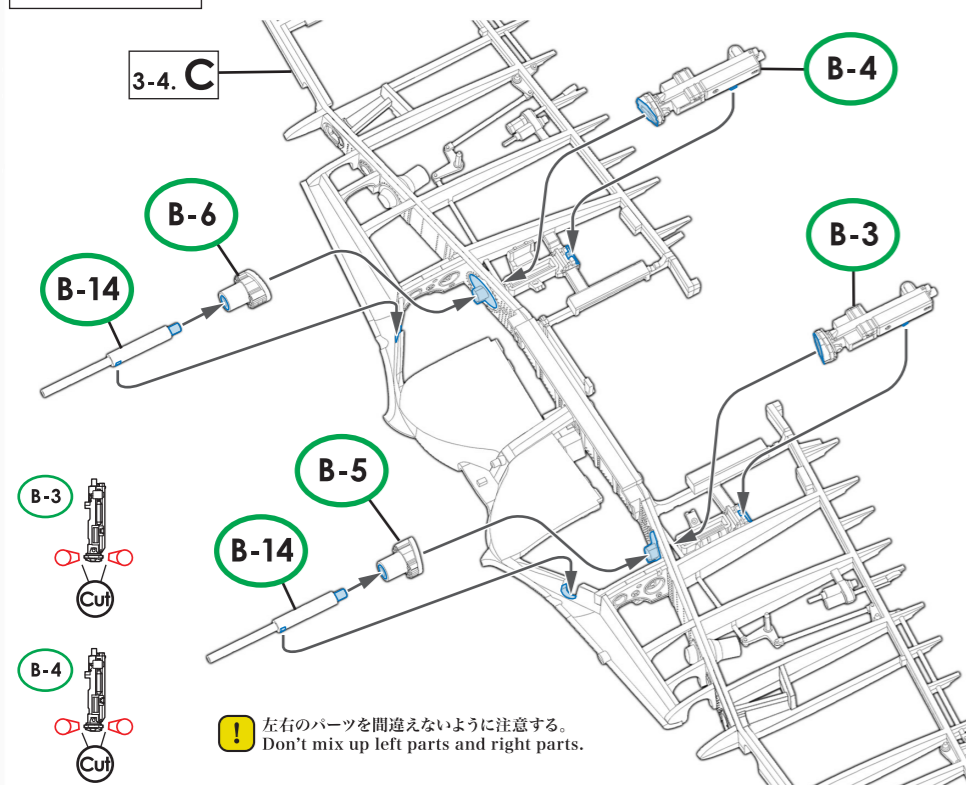 3-4. C
B-4
B-6
B-3
B-14
B-5
B-3
B-14
Cut
B-4
Cut
!
左右のパーツを間違えないように注意する。
Don't mix up left parts and right parts.